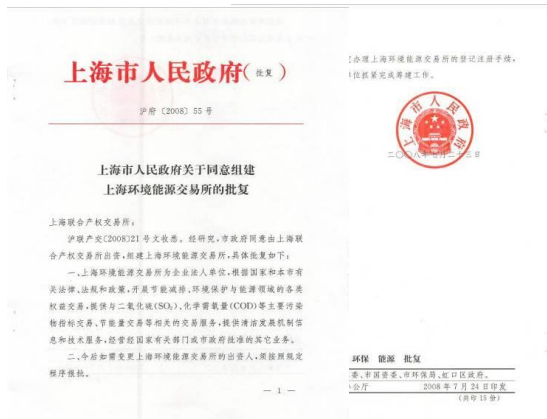 上海市人民政府(批复)
沪府〔2008〕55号
上海市人民政府关于同意组建
上海环境能源交易所的批复
上海联合产权交易所:
沪联产交〔2008〕21号文收悉。经研究,市政府同意由上海联
合产权交易所出资,组建上海环境能源交易所,具体批复如下:
一、上海环境能源交易所为企业法人单位,根据国家和本市有
关法律、法规和政策,开展节能减排、环境保护与能源领域的各类
权益交易,提供与二氧化硫(SO₂)、化学需氧量(COD)等主要污染
物指标交易、节能量交易等相关的交易服务,提供清洁发展机制信
息和技术服务,经营经国家有关部门或市政府批准的其它业务。
二、今后如需变更上海环境能源交易所的出资人,须按照规定
程序报批。
— 1 —
办理上海环境能源交易所的登记注册手续,
单位抓紧完成筹建工作。
上海市人民政府
二〇〇八年七月二十三日
环保 能源 批复
委、市国资委、市环保局、虹口区政府。
公厅 2008年7月24日印发
(共印15份)